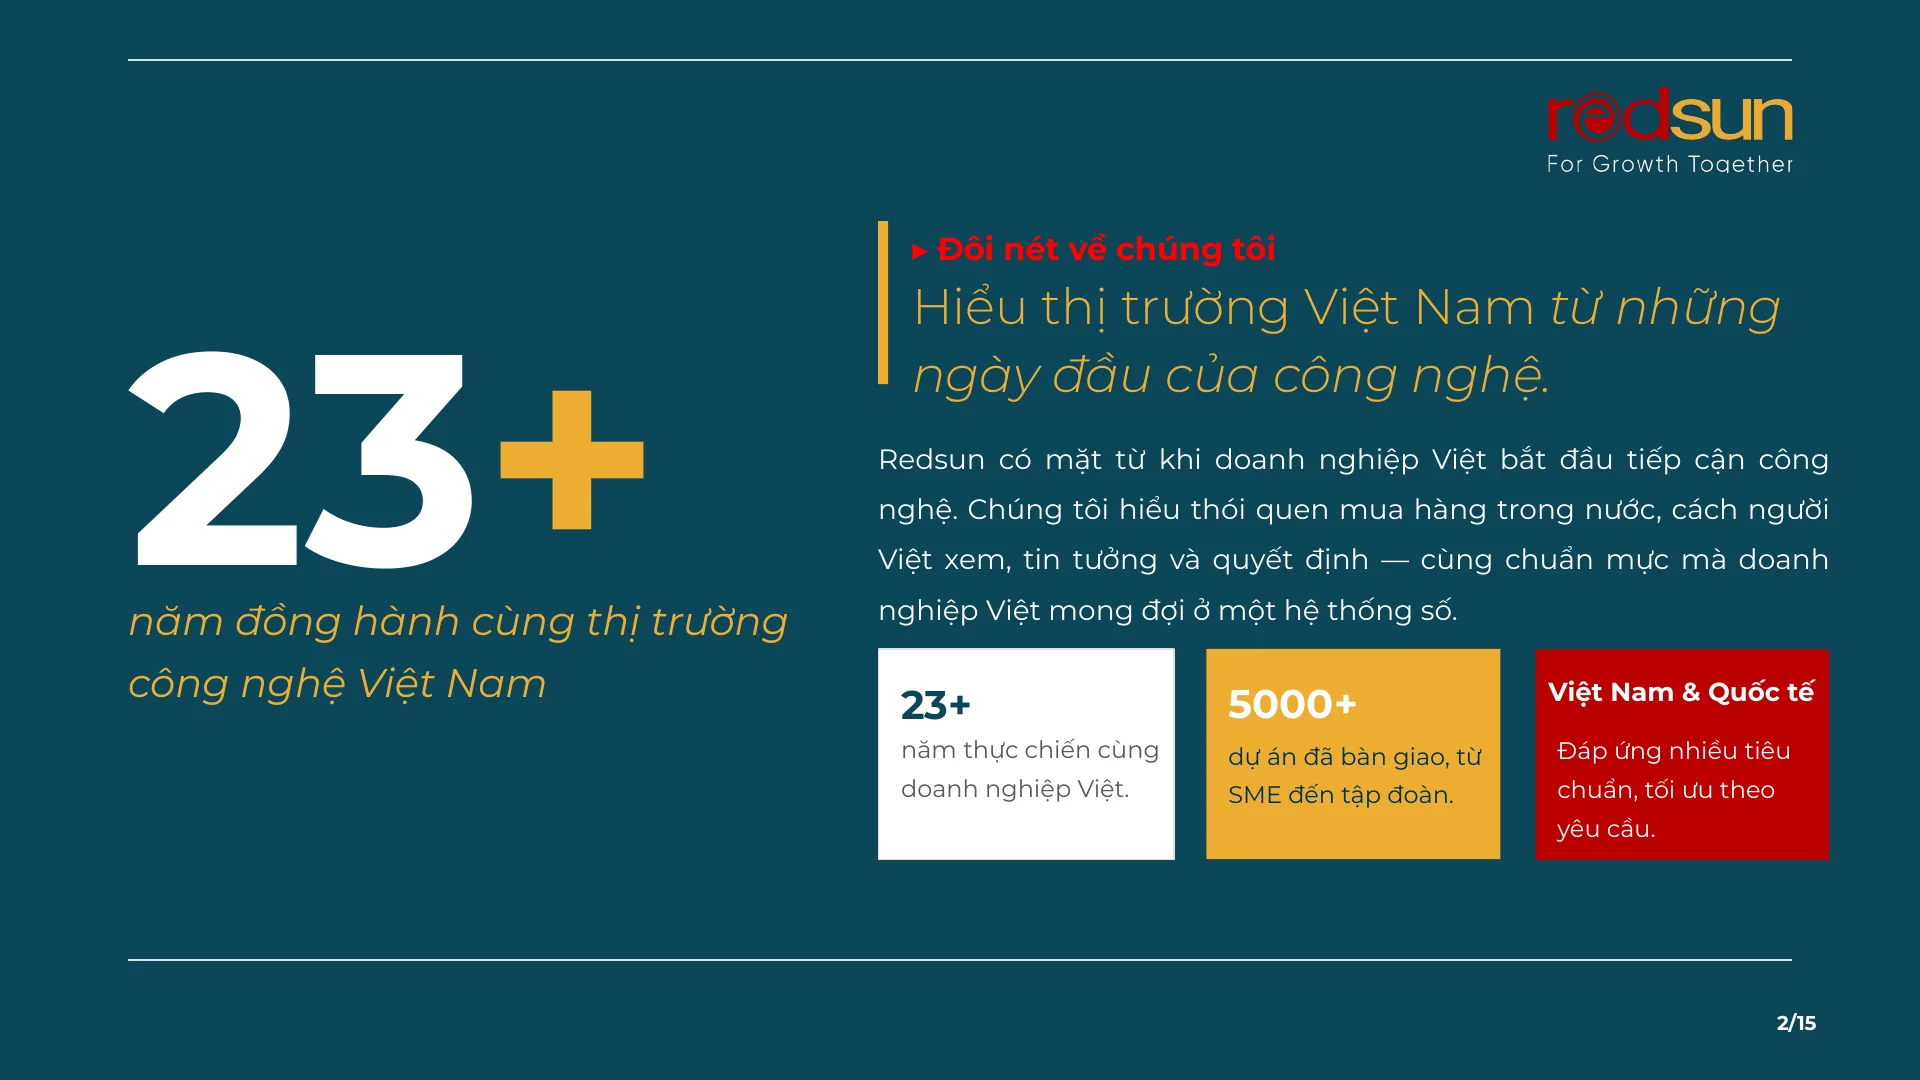 redsun
For Growth Together
23+
năm đồng hành cùng thị trường
công nghệ Việt Nam
▸ Đôi nét về chúng tôi
Hiểu thị trường Việt Nam từ những
ngày đầu của công nghệ.
Redsun có mặt từ khi doanh nghiệp Việt bắt đầu tiếp cận công
nghệ. Chúng tôi hiểu thói quen mua hàng trong nước, cách người
Việt xem, tin tưởng và quyết định — cùng chuẩn mực mà doanh
nghiệp Việt mong đợi ở một hệ thống số.
23+
năm thực chiến cùng
doanh nghiệp Việt.
5000+
dự án đã bàn giao, từ
SME đến tập đoàn.
Việt Nam & Quốc tế
Đáp ứng nhiều tiêu
chuẩn, tối ưu theo
yêu cầu.
2/15